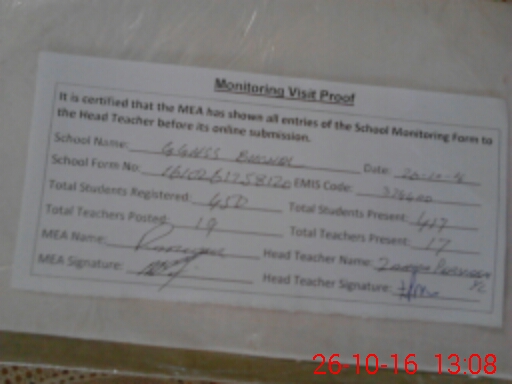 Monitoring Visit Proof
It is certified that the MEA has shown all entries of the School Monitoring Form to
the Head Teacher before its online submission.
School Name: GGHSS Date:
School Form No: EMIS Code:
Total Students Registered: 450 Total Students Present: 417
Total Teachers Posted: 19 Total Teachers Present: 17
MEA Name: Head Teacher Name:
MEA Signature: Head Teacher Signature:
26-10-16 13:08